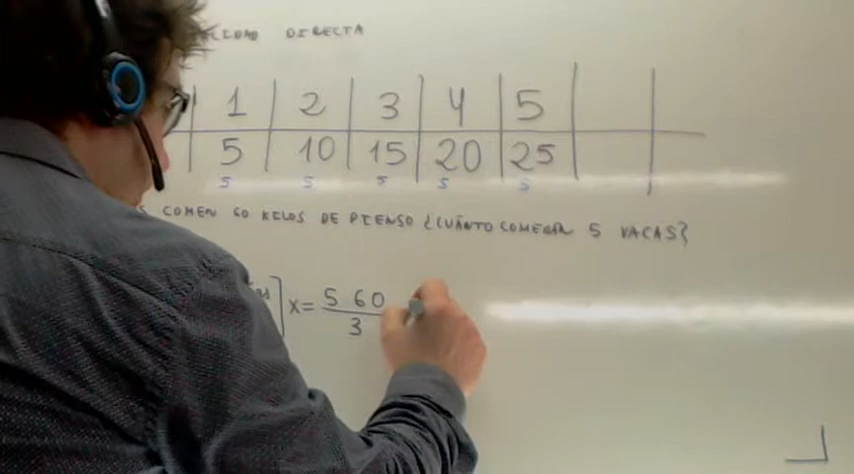 DIRECTA
1 2 3 4 5
5 10 15 20 25
5 5 5 5 5
COMEN 60 KILOS DE PIENSO ¿CUÁNTO COMERÁN 5 VACAS?
x = 5 60
3